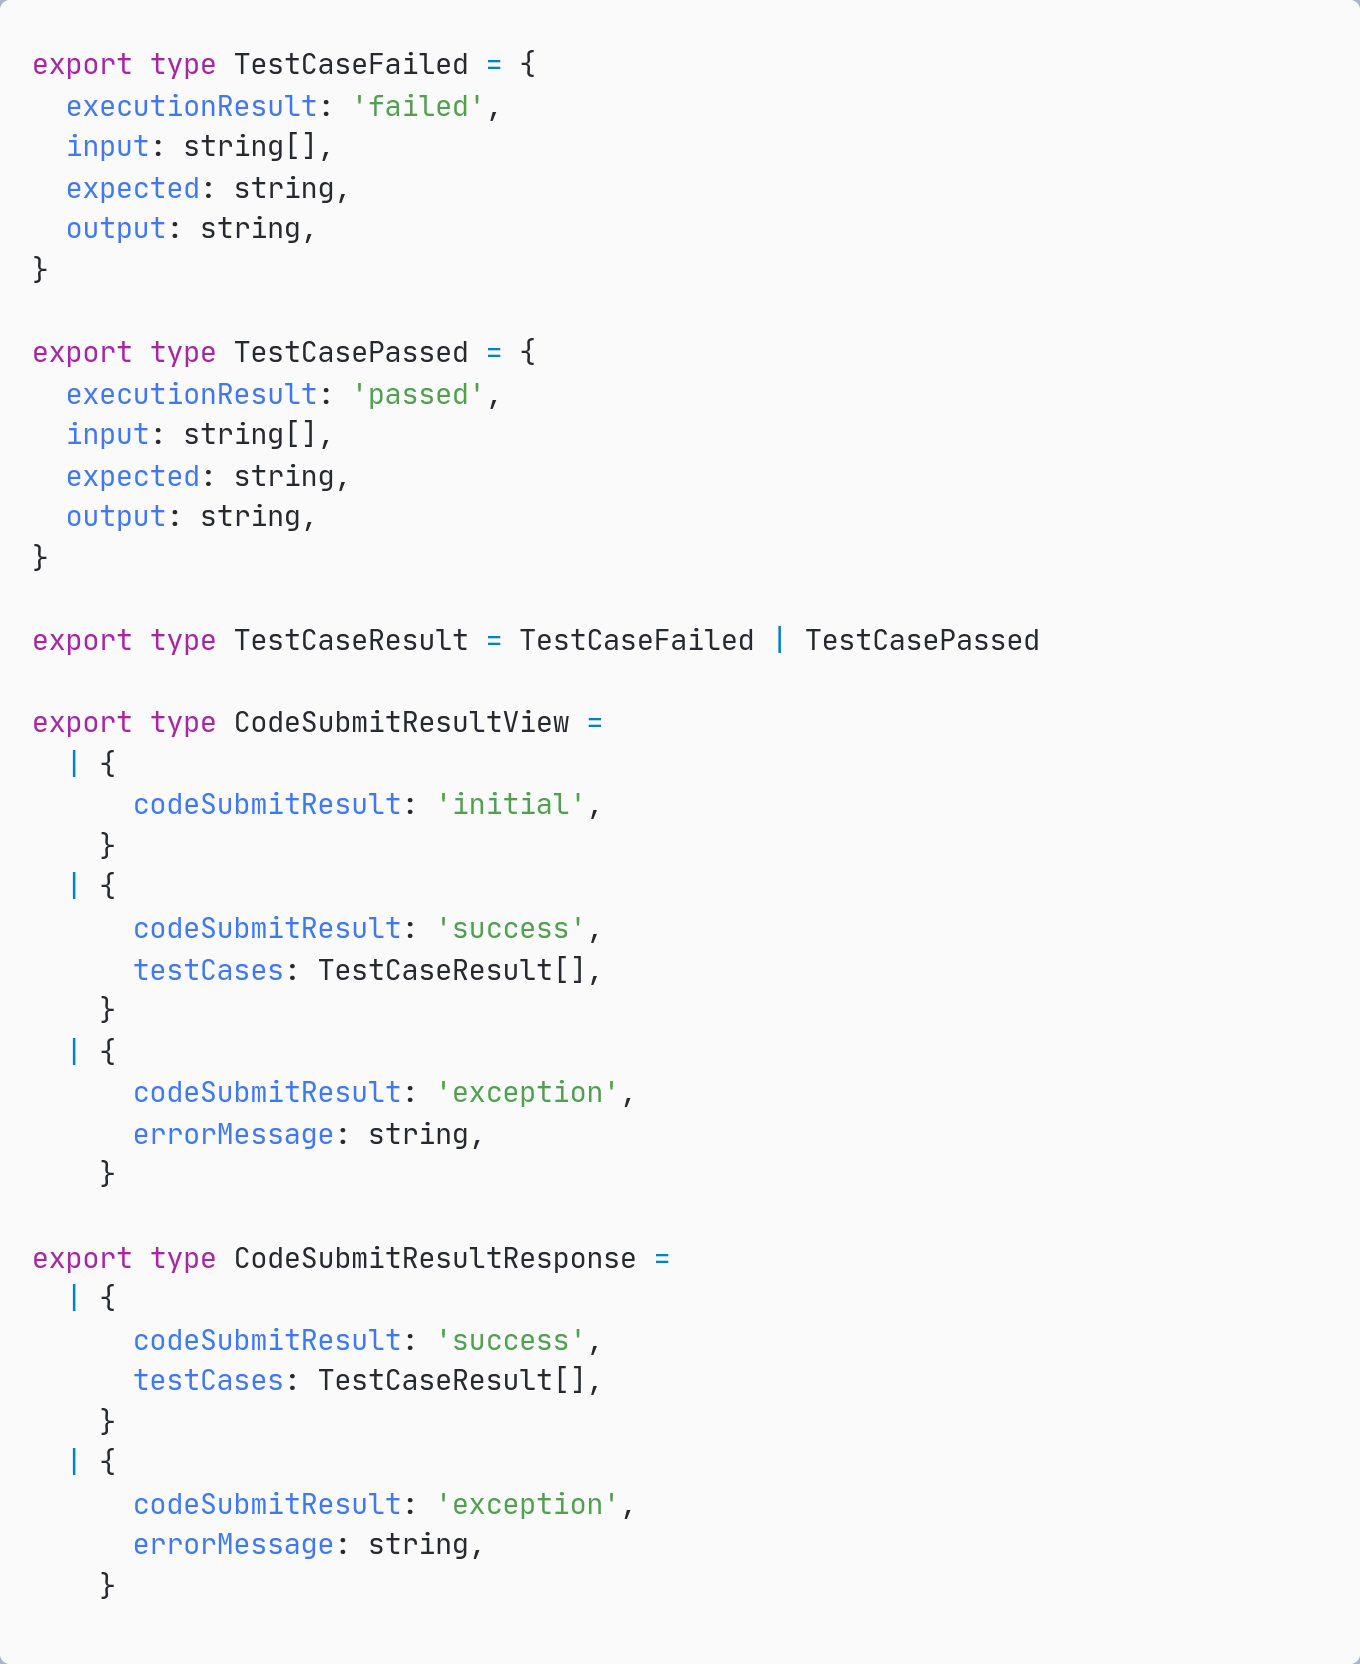 export type TestCaseFailed = {
  executionResult: 'failed',
  input: string[],
  expected: string,
  output: string,
}

export type TestCasePassed = {
  executionResult: 'passed',
  input: string[],
  expected: string,
  output: string,
}

export type TestCaseResult = TestCaseFailed | TestCasePassed

export type CodeSubmitResultView =
  | {
      codeSubmitResult: 'initial',
    }
  | {
      codeSubmitResult: 'success',
      testCases: TestCaseResult[],
    }
  | {
      codeSubmitResult: 'exception',
      errorMessage: string,
    }

export type CodeSubmitResultResponse =
  | {
      codeSubmitResult: 'success',
      testCases: TestCaseResult[],
    }
  | {
      codeSubmitResult: 'exception',
      errorMessage: string,
    }